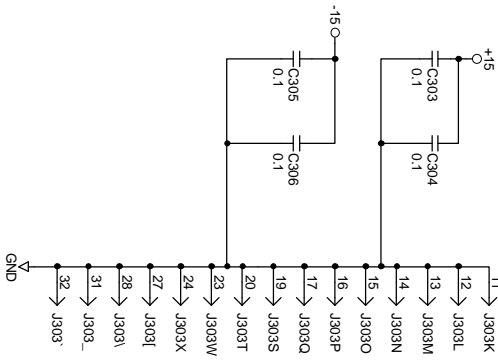 -15
+15
C305
0.1
C303
0.1
C306
0.1
C304
0.1
GND
32
J303`
31
J303_
28
J303\
27
J303[
24
J303X
23
J303W
20
J303T
19
J303S
17
J303Q
16
J303P
15
J303O
14
J303N
13
J303M
12
J303L
11
J303K